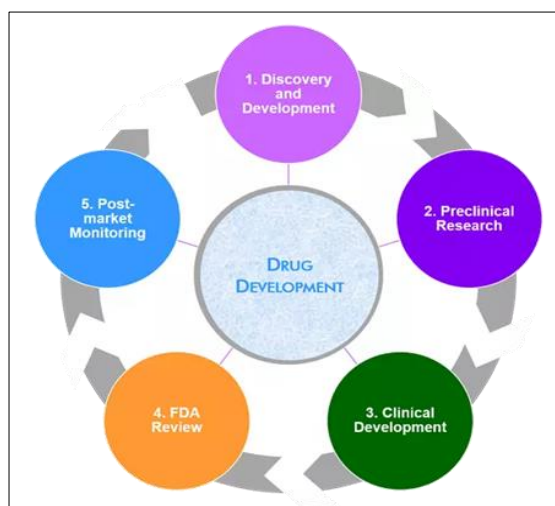 1. Discovery
and
Development
2. Preclinical
Research
3. Clinical
Development
4. FDA
Review
5. Post-
market
Monitoring
DRUG
DEVELOPMENT